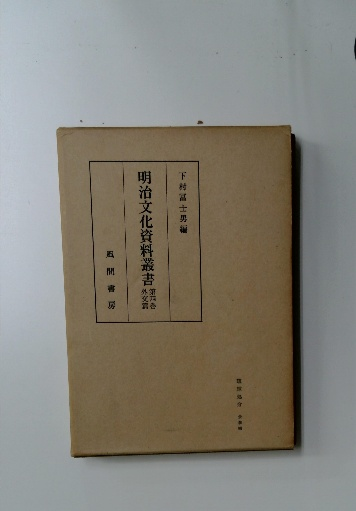 下村冨士男編
明治文化資料叢書
第四巻
外交篇
風間書房